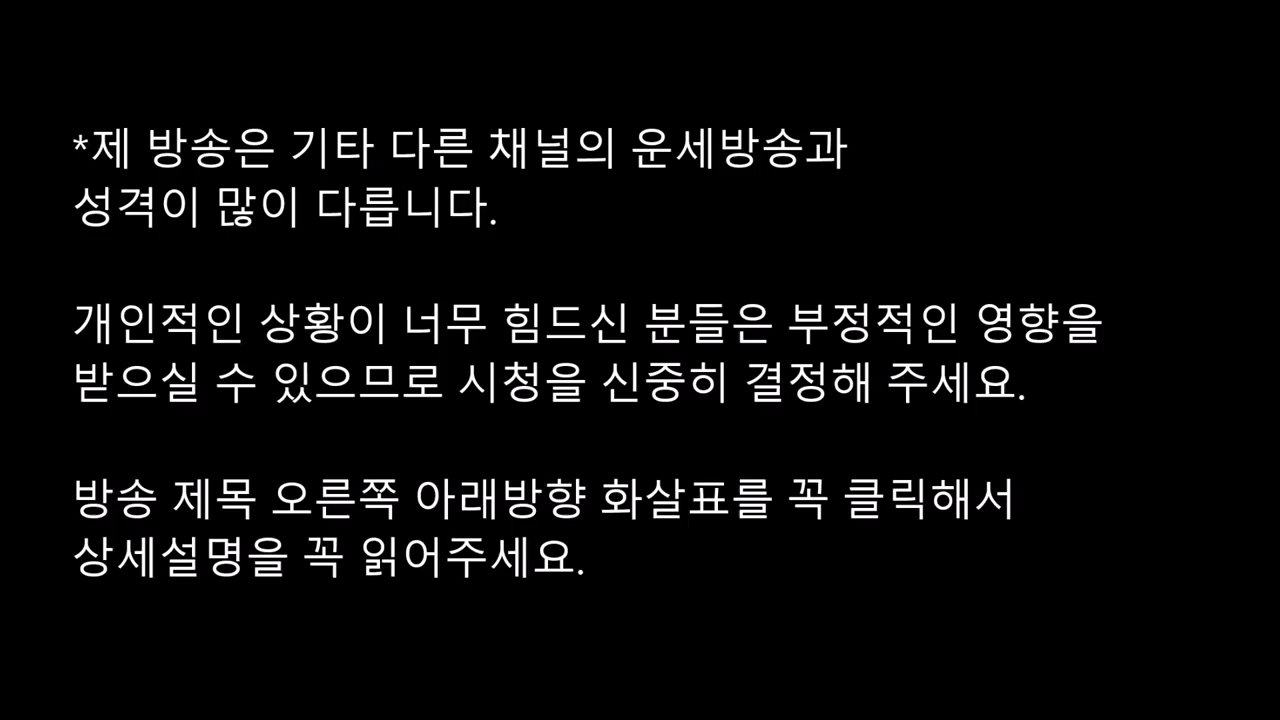 *제 방송은 기타 다른 채널의 운세방송과
성격이 많이 다릅니다.
개인적인 상황이 너무 힘드신 분들은 부정적인 영향을
받으실 수 있으므로 시청을 신중히 결정해 주세요.
방송 제목 오른쪽 아래방향 화살표를 꼭 클릭해서
상세설명을 꼭 읽어주세요.